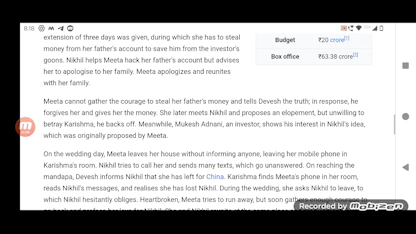 8:18
extension of three days was given, during which she has to steal
money from her father's account to save him from the investor's
goons. Nikhil helps Meeta hack her father's account but advises
her to apologise to her family. Meeta apologizes and reunites
with her family.
Budget ₹20 crore[1]
Box office ₹63.38 crore[2]
Meeta cannot gather the courage to steal her father's money and tells Devesh the truth; in response, he
forgives her and gives her the money. She later meets Nikhil and proposes an elopement, but unwilling to
betray Karishma, he backs off. Meanwhile, Mukesh Adnani, an investor, shows his interest in Nikhil's idea,
which was originally proposed by Meeta.
On the wedding day, Meeta leaves her house without informing anyone, leaving her mobile phone in
Karishma's room. Nikhil tries to call her and sends many texts, which go unanswered. On reaching the
mandapa, Devesh informs Nikhil that she has left for China. Karishma finds Meeta's phone in her room,
reads Nikhil's messages, and realises she has lost Nikhil. During the wedding, she asks Nikhil to leave, to
which Nikhil hesitantly obliges. Heartbroken, Meeta tries to run away, but soon gathers enough courage to
Recorded by Mobizen